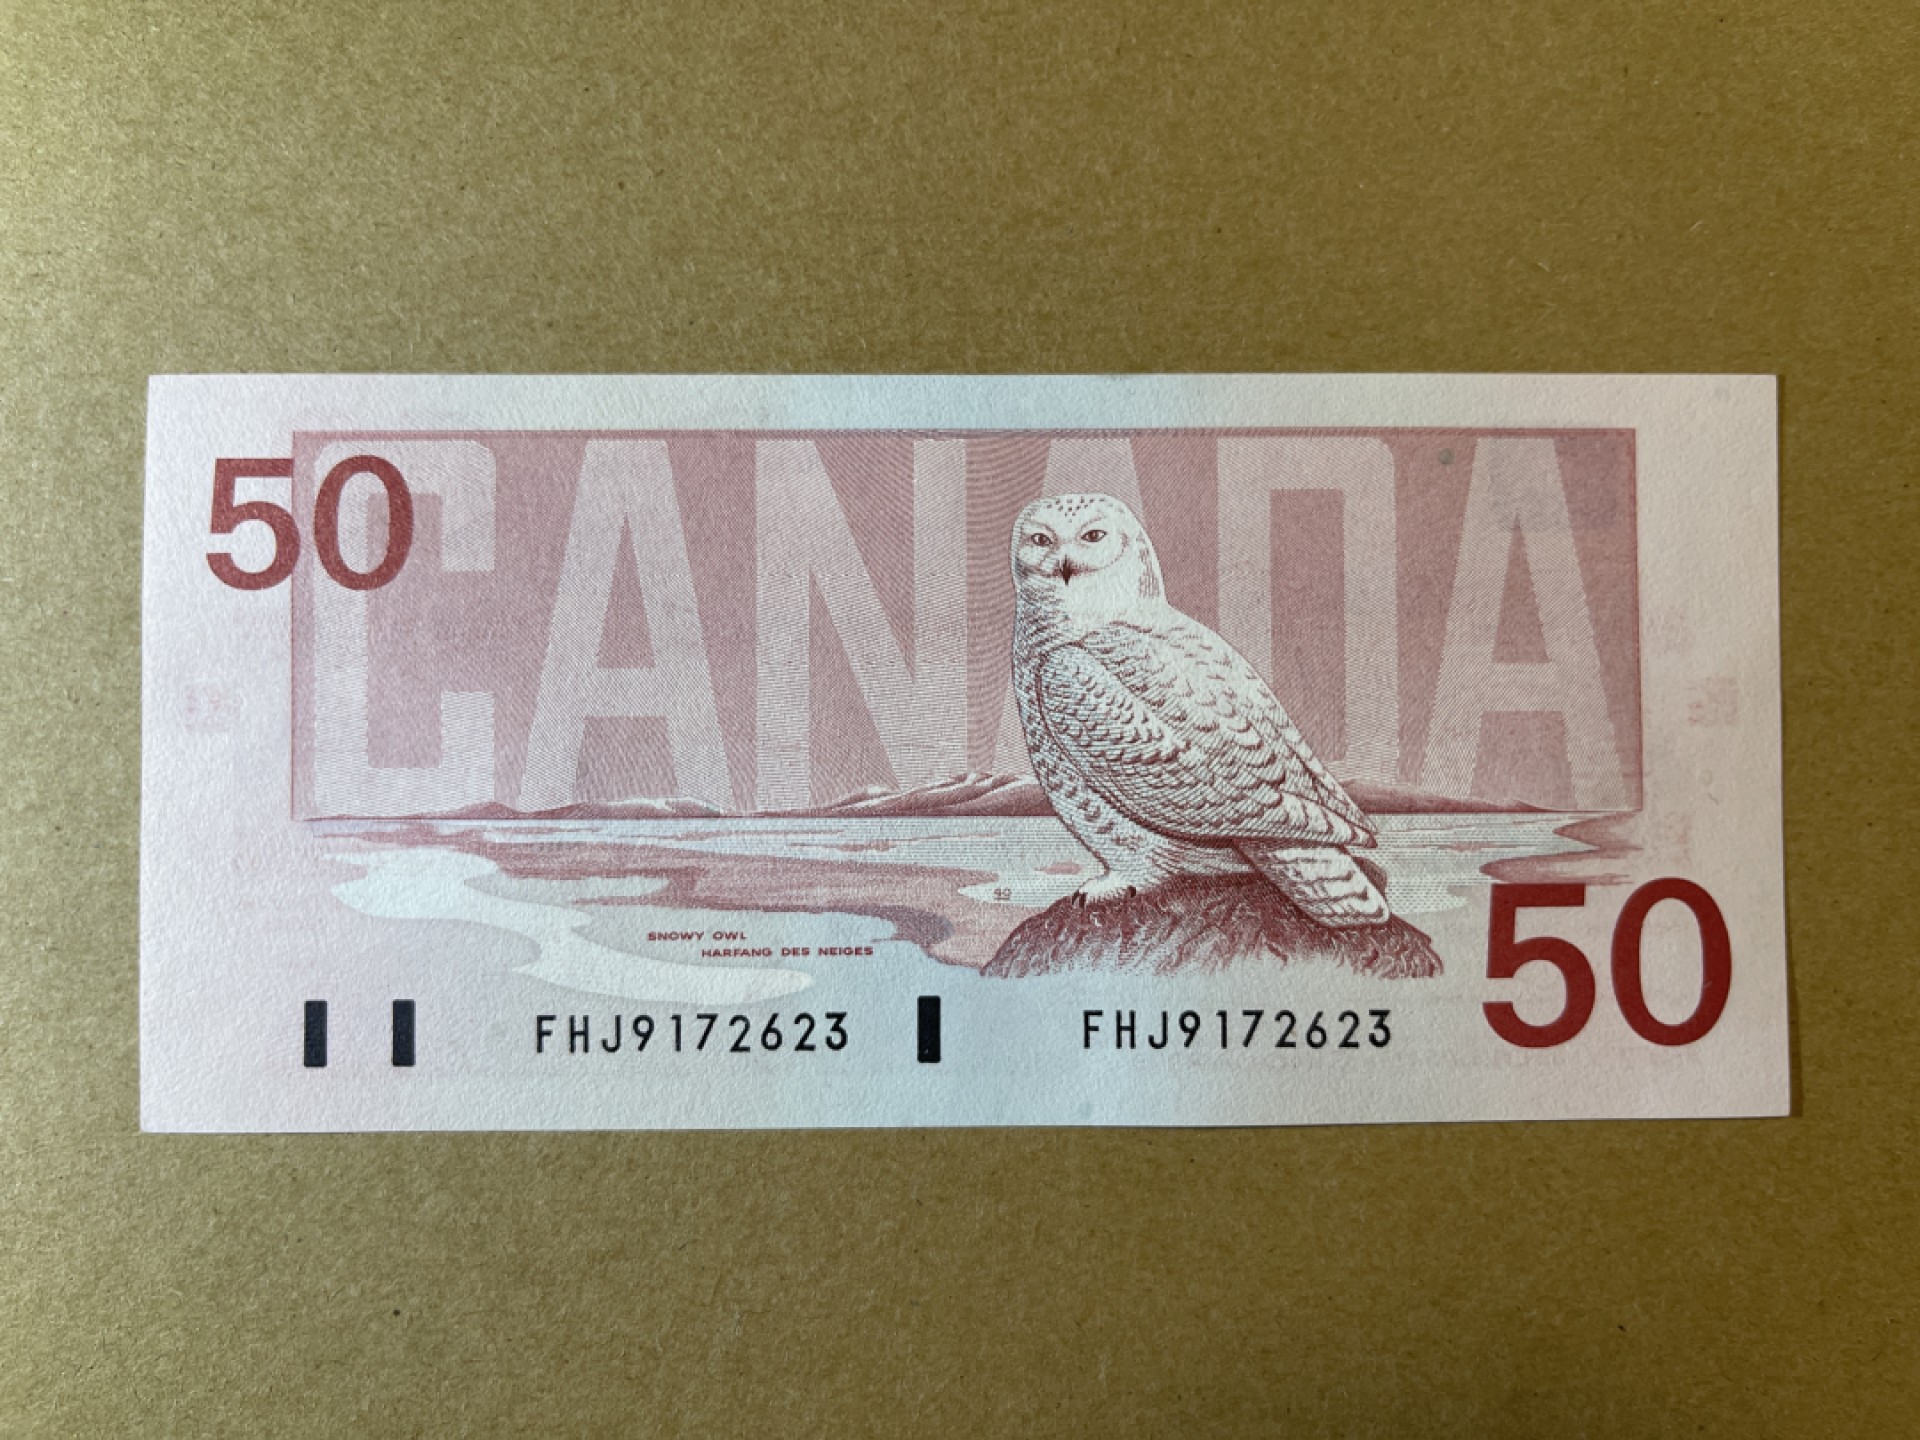 50
CANADA
SNOWY OWL
HARFANG DES NEIGES
FHJ9172623 FHJ9172623
50